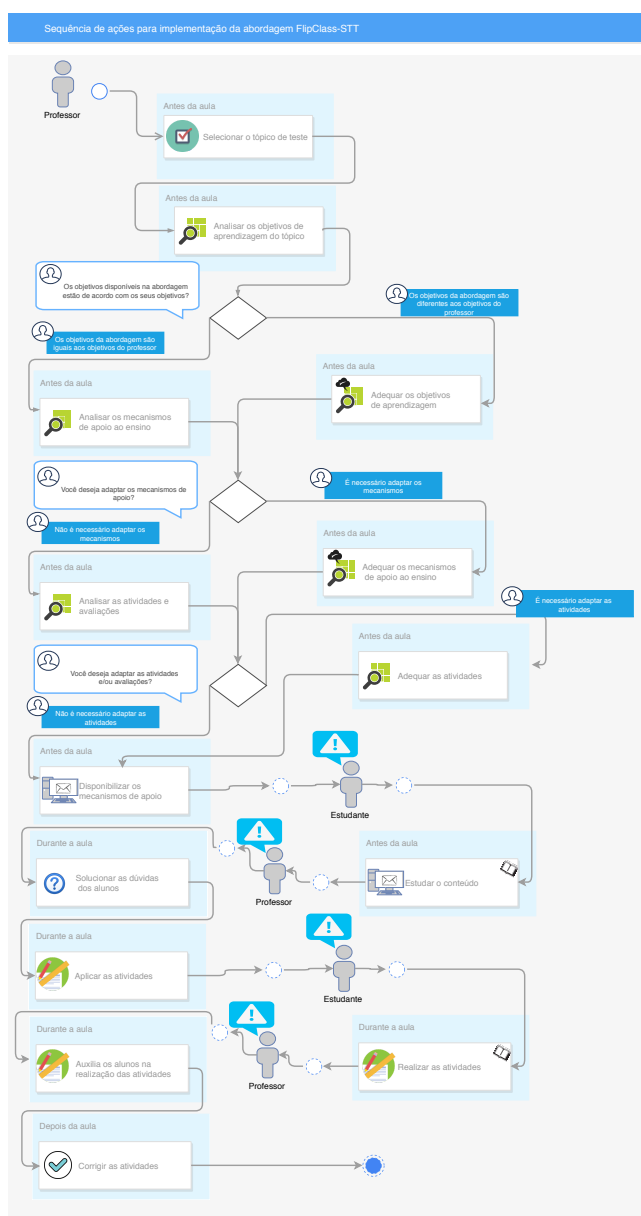 Sequência de ações para implementação da abordagem FlipClass-STT
Professor
Antes da aula
Selecionar o tópico de teste
Antes da aula
Analisar os objetivos de
aprendizagem do tópico
Os objetivos disponíveis na abordagem
estão de acordo com os seus objetivos?
Os objetivos da abordagem são
diferentes aos objetivos do
professor
Os objetivos da abordagem são
iguais aos objetivos do professor
Antes da aula
Adequar os objetivos
de aprendizagem
Antes da aula
Analisar os mecanismos
de apoio ao ensino
Você deseja adaptar os mecanismos de
apoio?
É necessário adaptar os
mecanismos
Não é necessário adaptar os
mecanismos
Antes da aula
Adequar os mecanismos
de apoio ao ensino
Antes da aula
Analisar as atividades e
avaliações
É necessário adaptar as
atividades
Antes da aula
Adequar as atividades
Você deseja adaptar as atividades
e/ou avaliações?
Não é necessário adaptar as
atividades
Antes da aula
Disponibilizar os
mecanismos de apoio
Estudante
Antes da aula
Estudar o conteúdo
Professor
Durante a aula
Solucionar as dúvidas
dos alunos
Durante a aula
Aplicar as atividades
Estudante
Durante a aula
Realizar as atividades
Professor
Durante a aula
Auxilia os alunos na
realização das atividades
Depois da aula
Corrigir as atividades